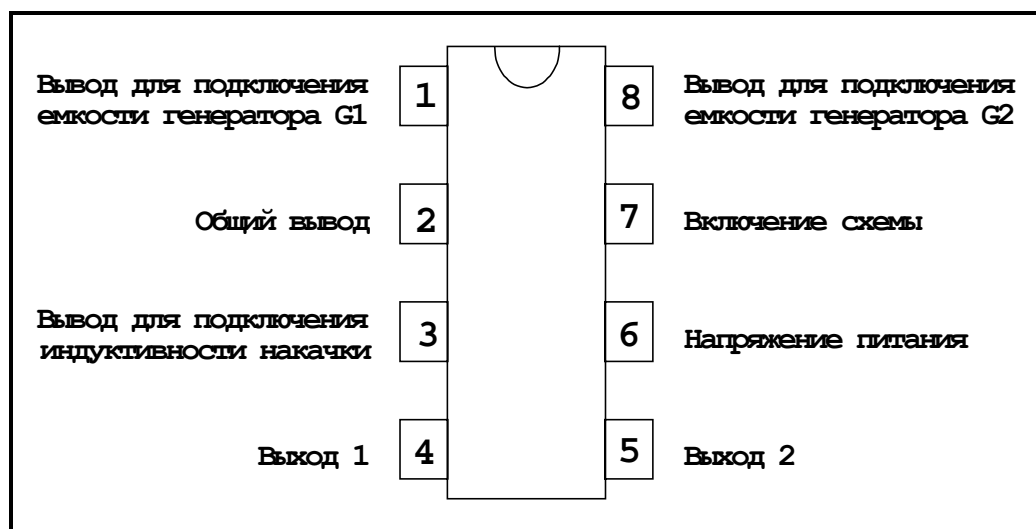 Вывод для подключения
емкости генератора G1
1
8
Вывод для подключения
емкости генератора G2
Общий вывод
2
7
Включение схемы
Вывод для подключения
индуктивности накачки
3
6
Напряжение питания
Выход 1
4
5
Выход 2